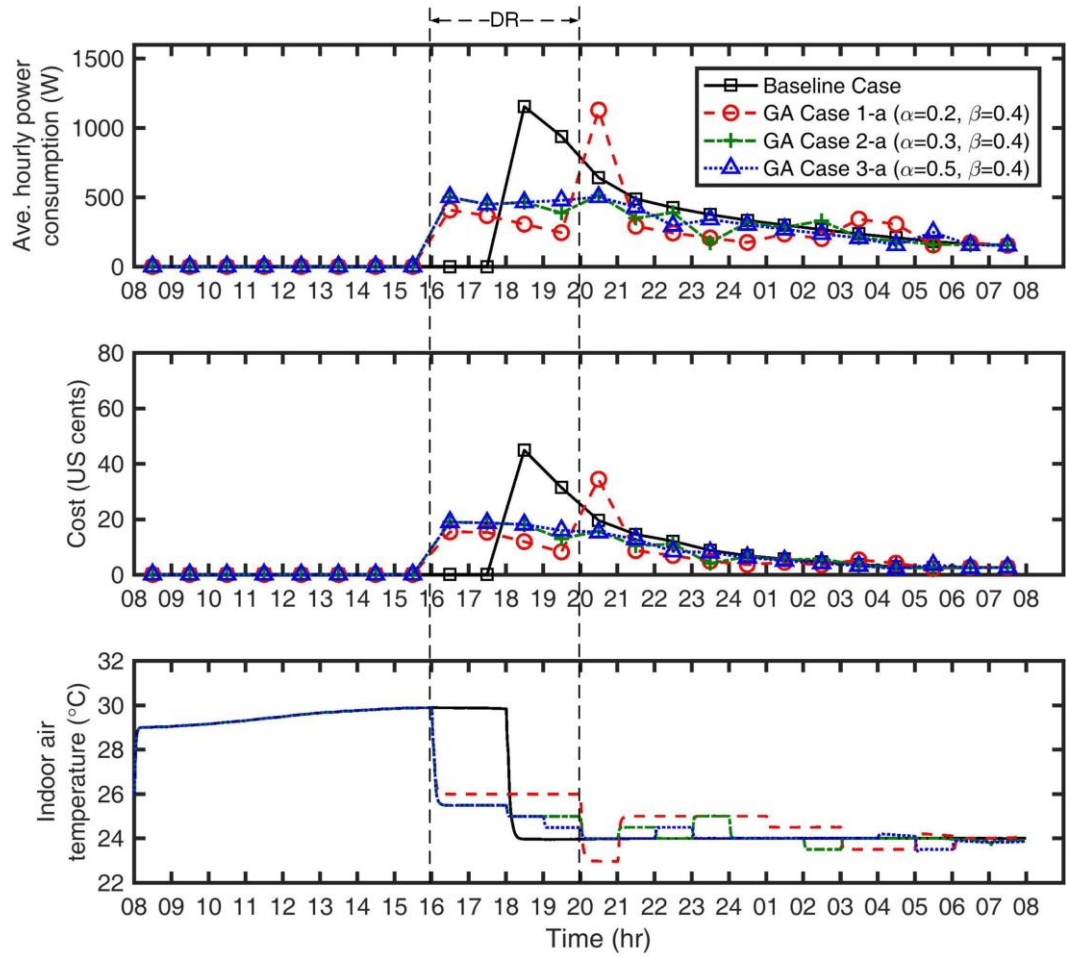 DR
1500
1000
500
0
Ave. hourly power
consumption (W)
Baseline Case
GA Case 1-a (α=0.2, β=0.4)
GA Case 2-a (α=0.3, β=0.4)
GA Case 3-a (α=0.5, β=0.4)
08 09 10 11 12 13 14 15 16 17 18 19 20 21 22 23 24 01 02 03 04 05 06 07 08
80
60
40
20
0
Cost (US cents)
08 09 10 11 12 13 14 15 16 17 18 19 20 21 22 23 24 01 02 03 04 05 06 07 08
32
30
28
26
24
22
Indoor air
temperature (°C)
08 09 10 11 12 13 14 15 16 17 18 19 20 21 22 23 24 01 02 03 04 05 06 07 08
Time (hr)